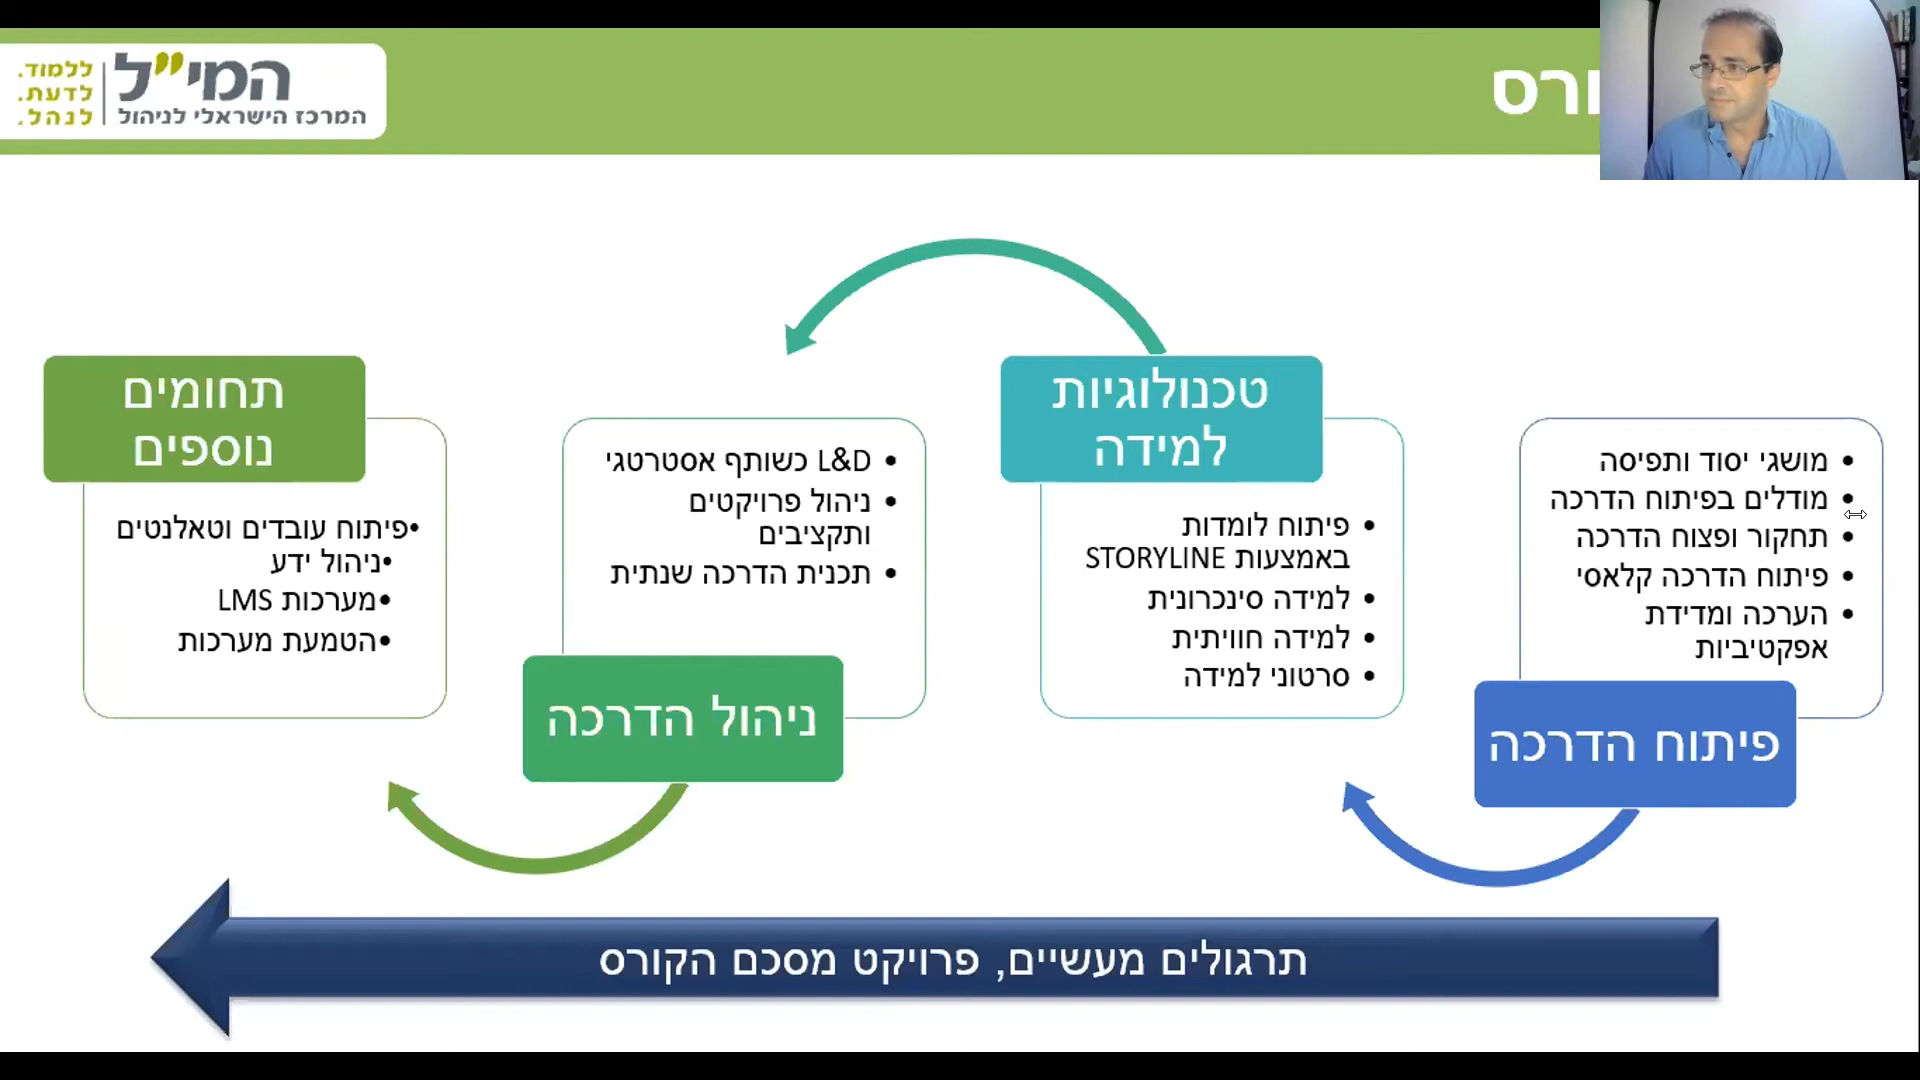 המי"ל
המרכז הישראלי לניהול
ללמוד.
לדעת.
לנהל.
• מושגי יסוד ותפיסה
• מודלים בפיתוח הדרכה
• תחקור ופצוח הדרכה
• פיתוח הדרכה קלאסי
• הערכה ומדידת
אפקטיביות
פיתוח הדרכה
טכנולוגיות
למידה
• פיתוח לומדות
באמצעות STORYLINE
• למידה סינכרונית
• למידה חוויתית
• סרטוני למידה
• L&D כשותף אסטרטגי
• ניהול פרויקטים
ותקציבים
• תכנית הדרכה שנתית
ניהול הדרכה
תחומים
נוספים
•פיתוח עובדים וטאלנטים
•ניהול ידע
•מערכות LMS
•הטמעת מערכות
תרגולים מעשיים, פרויקט מסכם הקורס